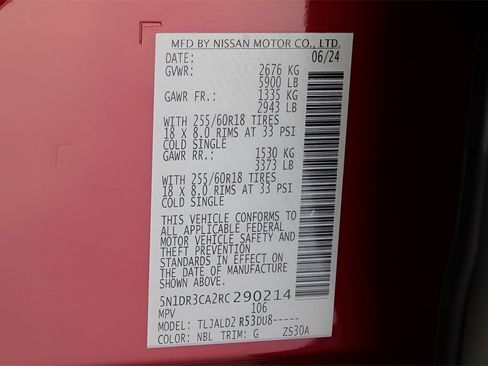 MFD BY NISSAN MOTOR CO., LTD.
DATE: 06/24
GVWR: 2676 KG
5900 LB
GAWR FR.: 1335 KG
2943 LB
WITH 255/60R18 TIRES
18 X 8.0 RIMS AT 33 PSI
COLD SINGLE
GAWR RR.: 1530 KG
3373 LB
WITH 255/60R18 TIRES
18 X 8.0 RIMS AT 33 PSI
COLD SINGLE
THIS VEHICLE CONFORMS TO
ALL APPLICABLE FEDERAL
MOTOR VEHICLE SAFETY AND
THEFT PREVENTION
STANDARDS IN EFFECT ON
THE DATE OF MANUFACTURE
SHOWN ABOVE.
5N1DR3CA2RC290214
MPV 106
MODEL: TLJALD2 R53DU8-----
COLOR: NBL TRIM: G ZS30A